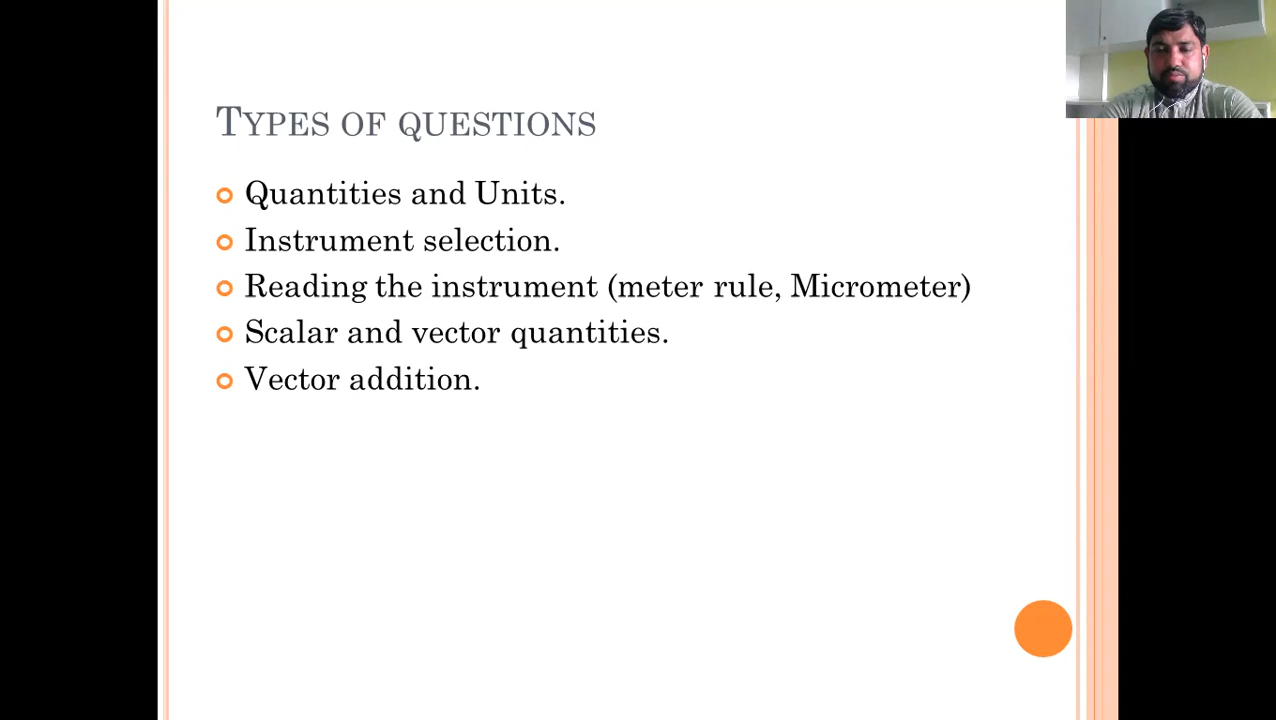 Types of questions
Quantities and Units.
Instrument selection.
Reading the instrument (meter rule, Micrometer)
Scalar and vector quantities.
Vector addition.